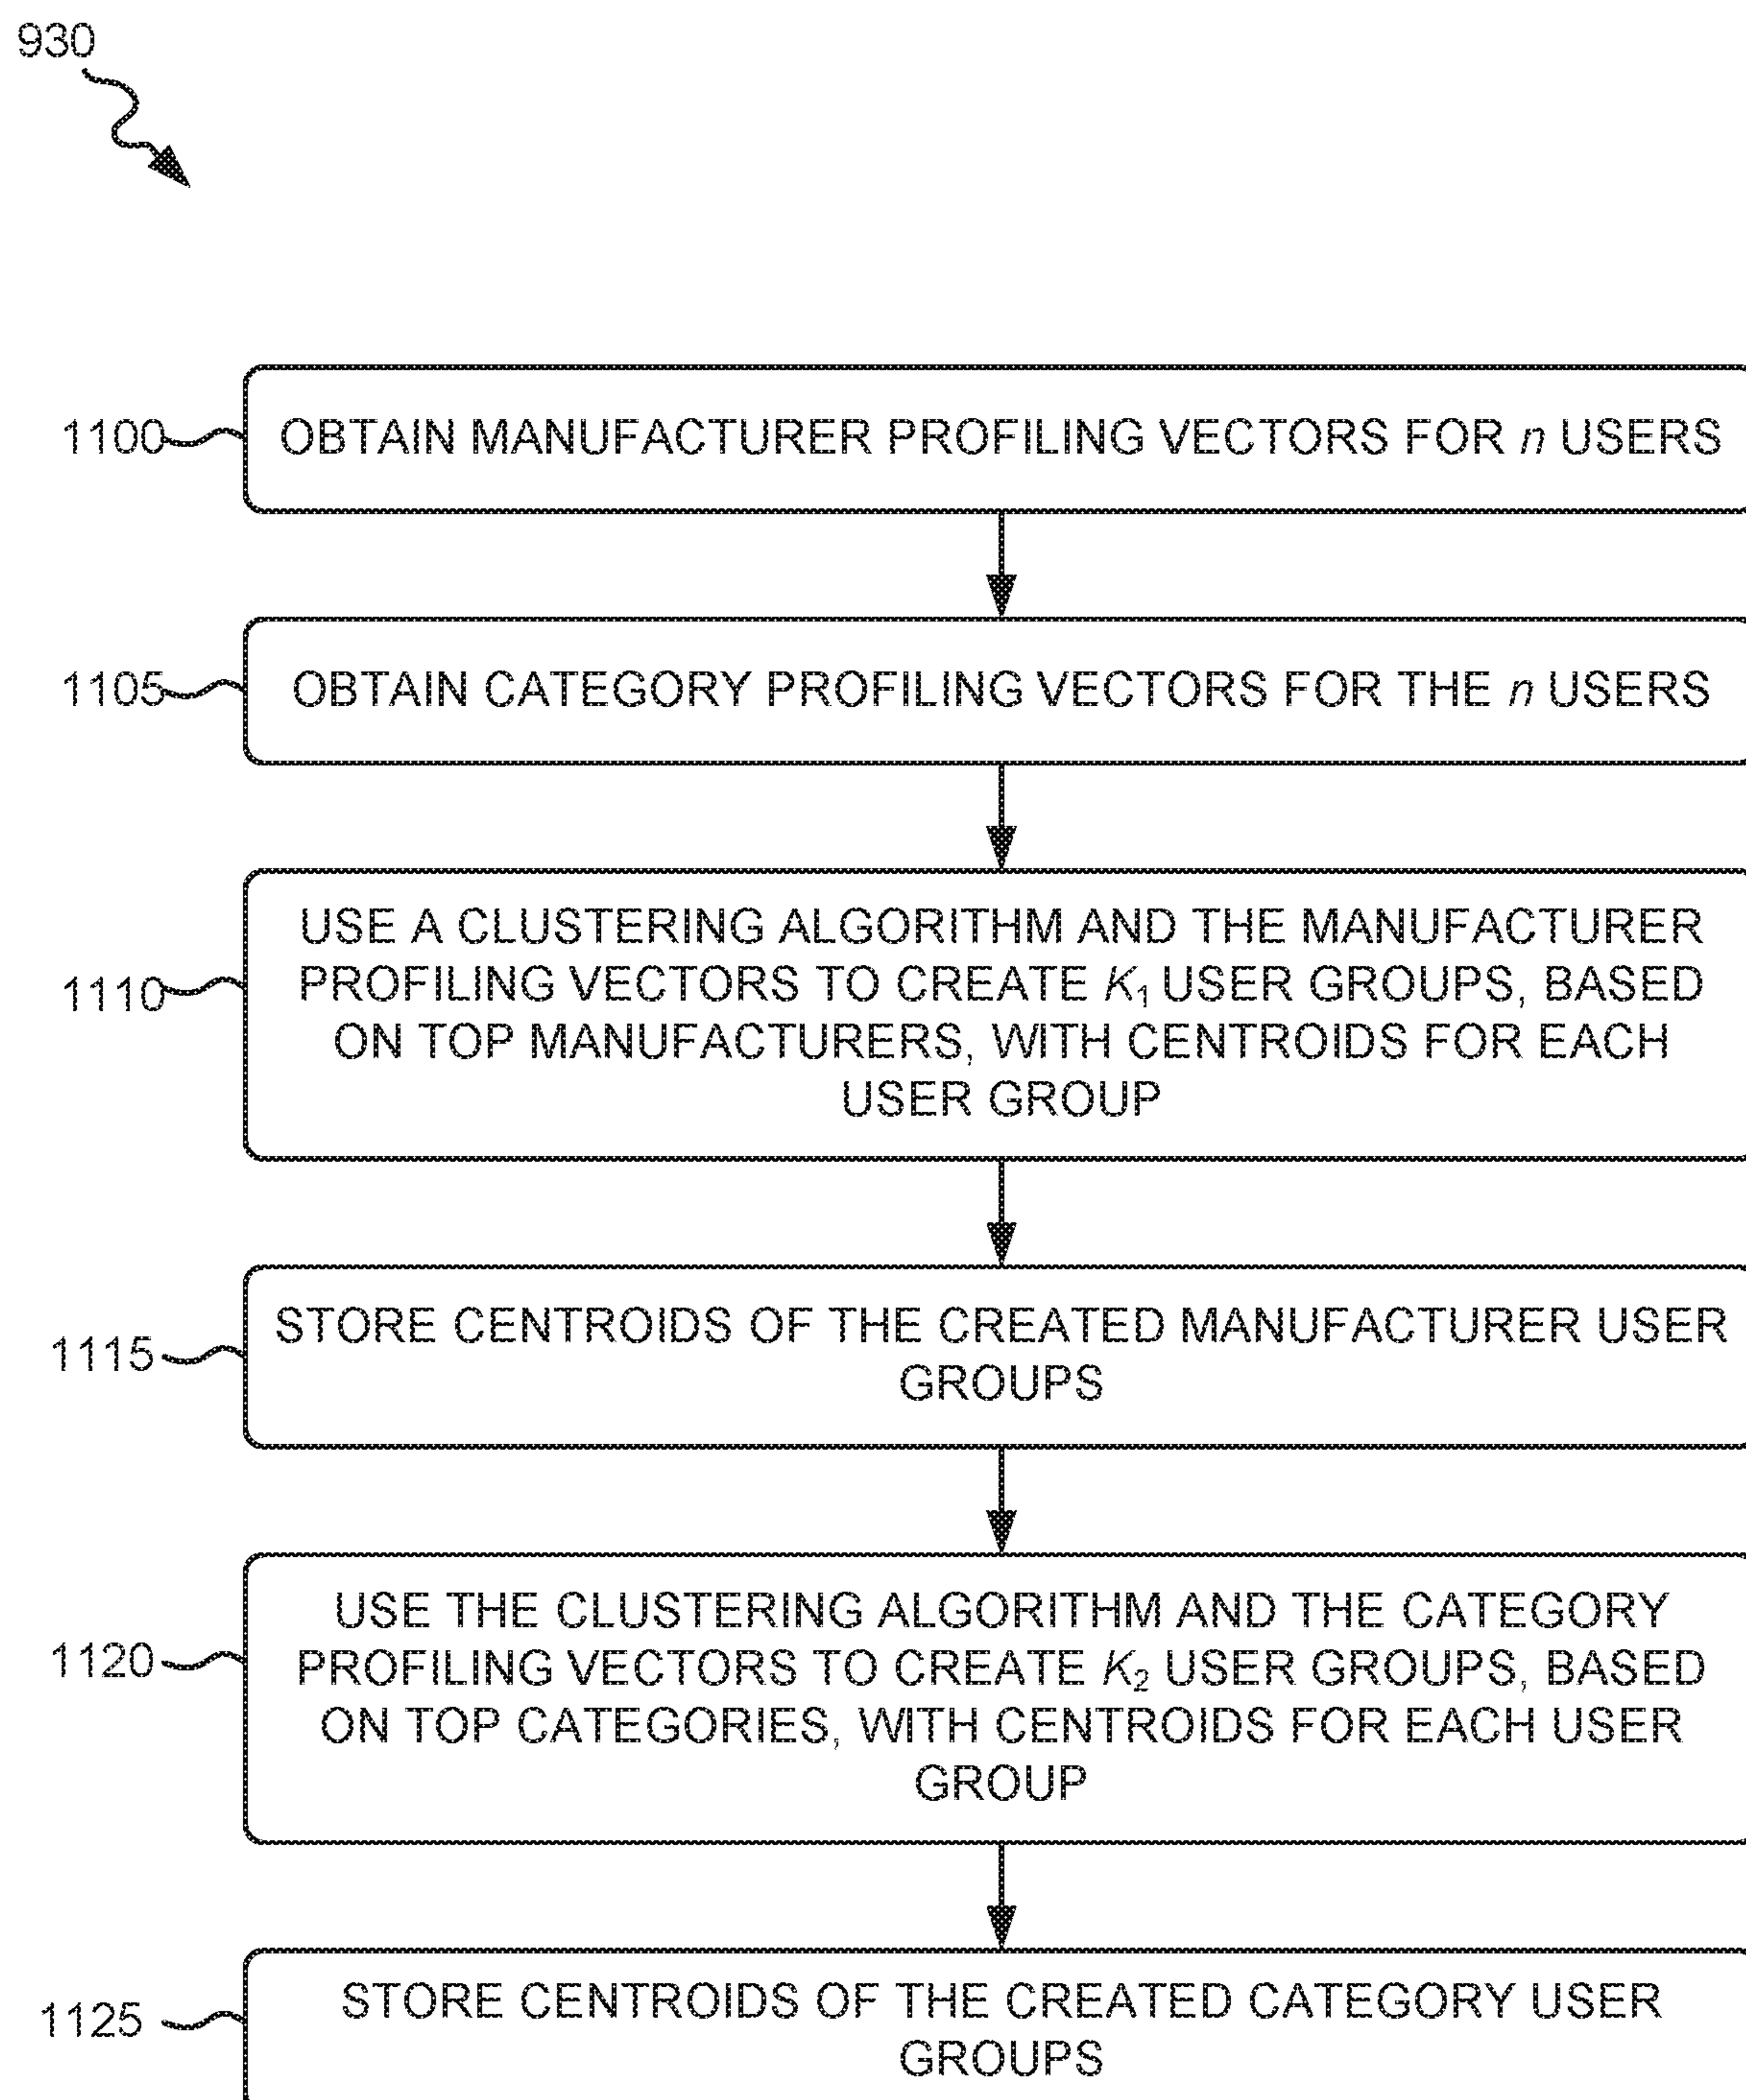 930
1100 OBTAIN MANUFACTURER PROFILING VECTORS FOR n USERS
1105 OBTAIN CATEGORY PROFILING VECTORS FOR THE n USERS
USE A CLUSTERING ALGORITHM AND THE MANUFACTURER
1110 PROFILING VECTORS TO CREATE K₁ USER GROUPS, BASED
ON TOP MANUFACTURERS, WITH CENTROIDS FOR EACH
USER GROUP
STORE CENTROIDS OF THE CREATED MANUFACTURER USER
1115
GROUPS
USE THE CLUSTERING ALGORITHM AND THE CATEGORY
1120 PROFILING VECTORS TO CREATE K₂ USER GROUPS, BASED
ON TOP CATEGORIES, WITH CENTROIDS FOR EACH USER
GROUP
STORE CENTROIDS OF THE CREATED CATEGORY USER
1125
GROUPS